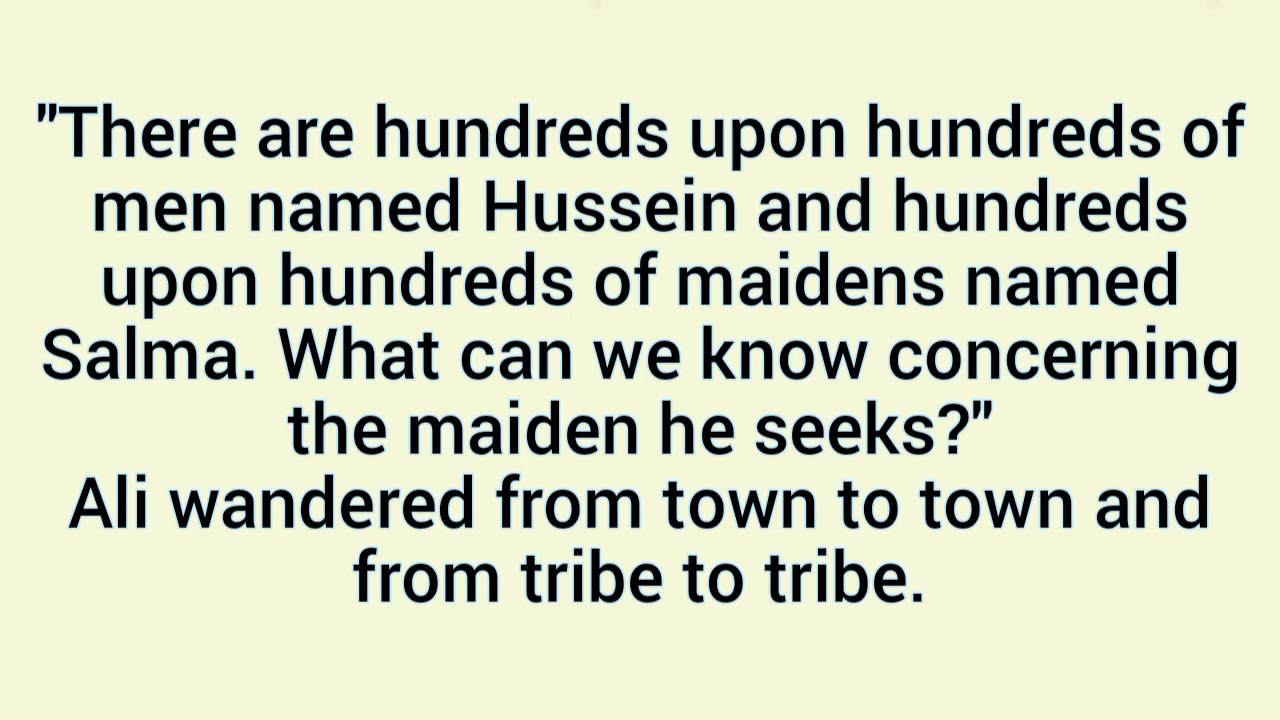 "There are hundreds upon hundreds of
men named Hussein and hundreds
upon hundreds of maidens named
Salma. What can we know concerning
the maiden he seeks?"
Ali wandered from town to town and
from tribe to tribe.